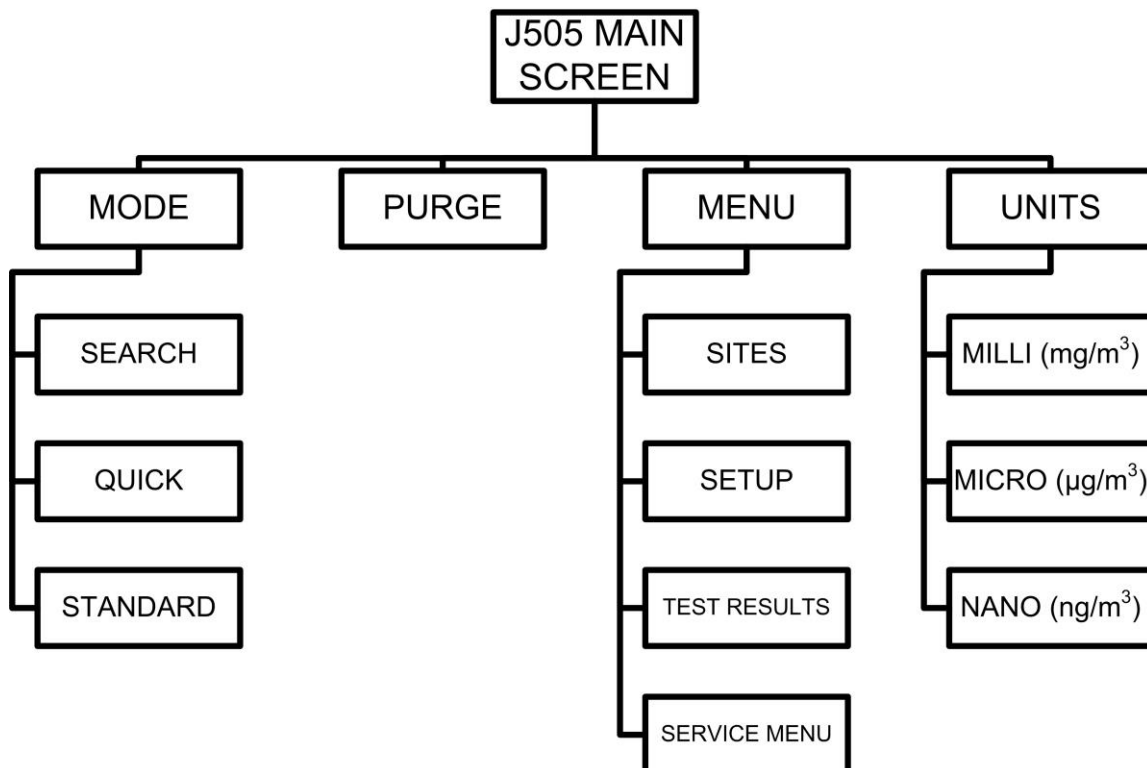 J505 MAIN
SCREEN
MODE
PURGE
MENU
UNITS
SEARCH
SITES
MILLI (mg/m³)
QUICK
SETUP
MICRO (µg/m³)
STANDARD
TEST RESULTS
NANO (ng/m³)
SERVICE MENU